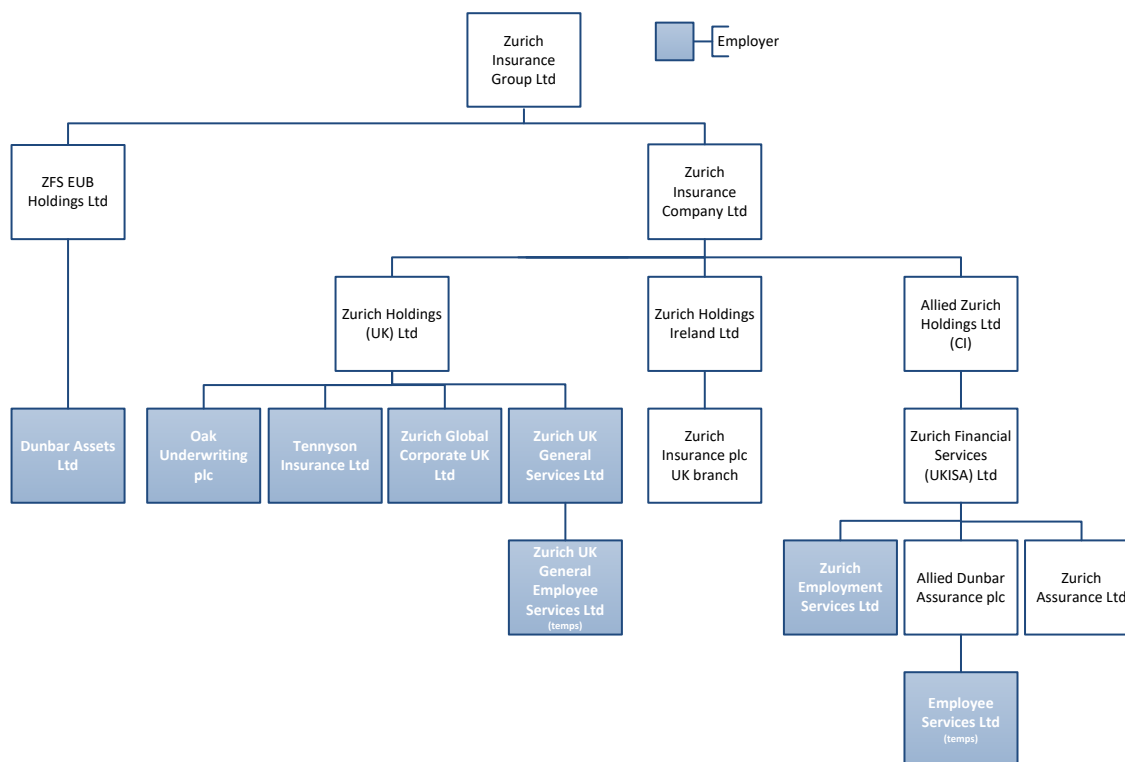 Zurich
Insurance
Group Ltd
Employer
ZFS EUB
Holdings Ltd
Zurich
Insurance
Company Ltd
Zurich Holdings
(UK) Ltd
Zurich Holdings
Ireland Ltd
Allied Zurich
Holdings Ltd
(CI)
Dunbar Assets
Ltd
Oak
Underwriting
plc
Tennyson
Insurance Ltd
Zurich Global
Corporate UK
Ltd
Zurich UK
General
Services Ltd
Zurich
Insurance plc
UK branch
Zurich Financial
Services
(UKISA) Ltd
Zurich UK
General
Employee
Services Ltd
(temps)
Zurich
Employment
Services Ltd
Allied Dunbar
Assurance plc
Zurich
Assurance Ltd
Employee
Services Ltd
(temps)